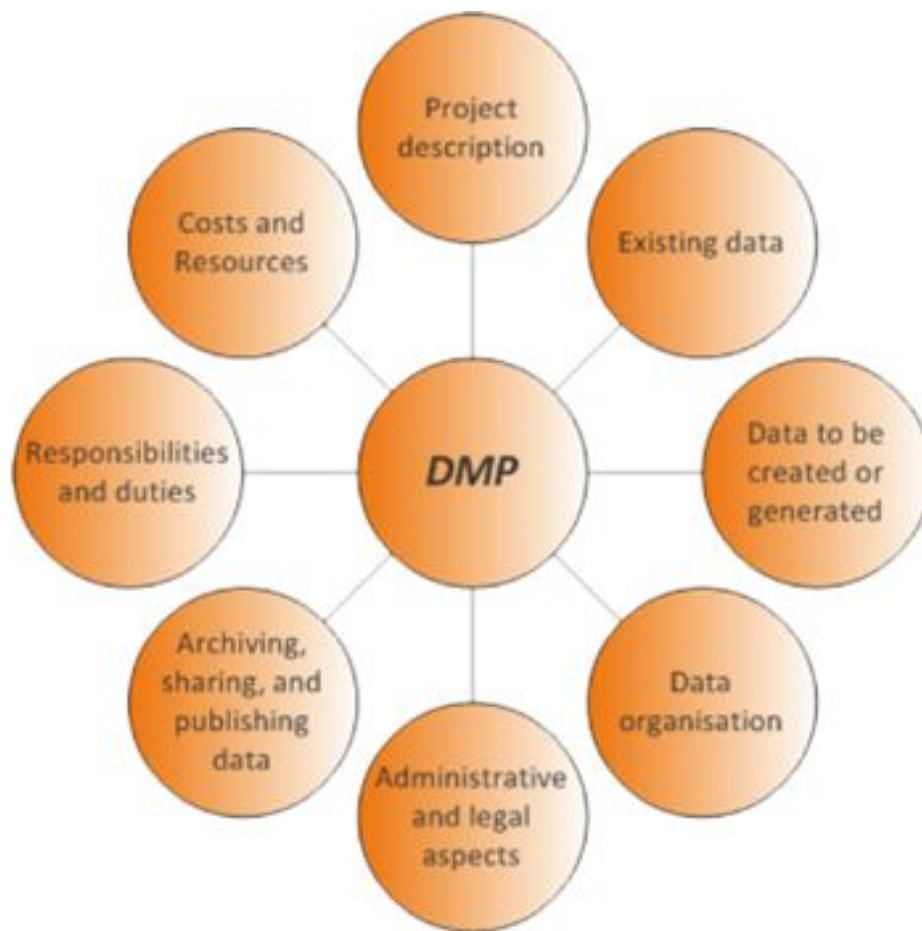 Project
description
Existing data
Data to be
created or
generated
Data
organisation
Administrative
and legal
aspects
Archiving,
sharing, and
publishing
data
Responsibilities
and duties
Costs and
Resources
DMP